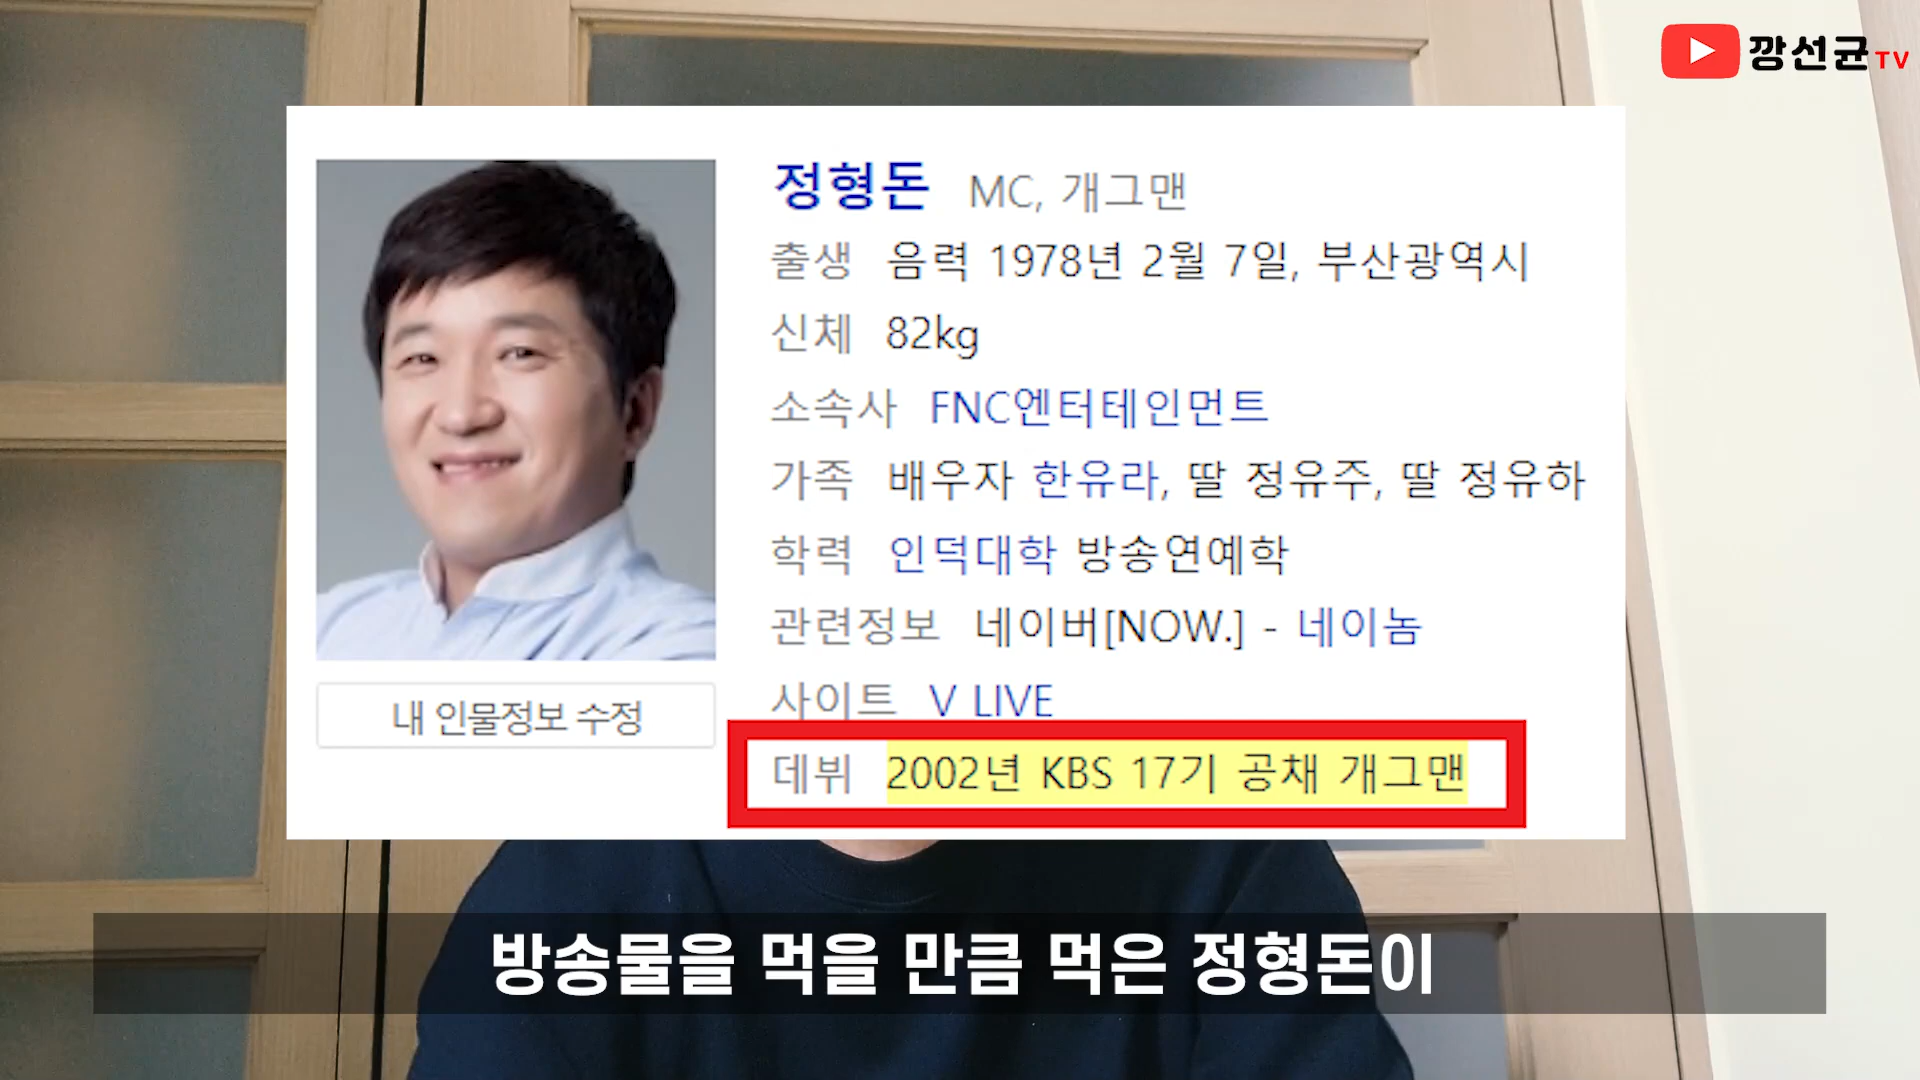 깡선균TV
정형돈 MC, 개그맨
출생 음력 1978년 2월 7일, 부산광역시
신체 82kg
소속사 FNC엔터테인먼트
가족 배우자 한유라, 딸 정유주, 딸 정유하
학력 인덕대학 방송연예학
관련정보 네이버[NOW.] - 네이놈
사이트 V LIVE
데뷔 2002년 KBS 17기 공채 개그맨
내 인물정보 수정
방송물을 먹을 만큼 먹은 정형돈이